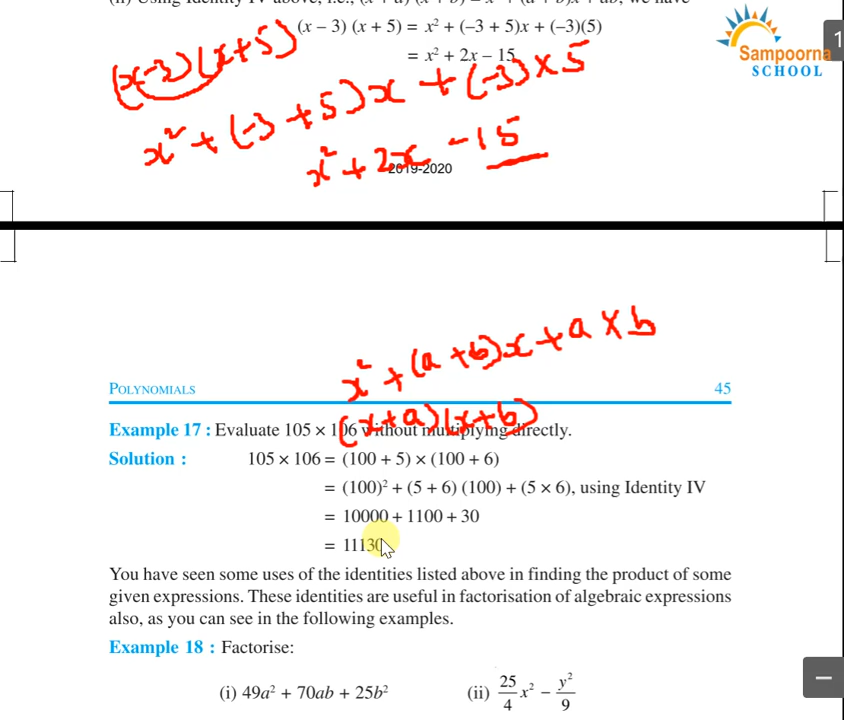 (x – 3) (x + 5) = x² + (–3 + 5)x + (–3)(5)
= x² + 2x – 15
(x-3)(x+5)
x² + (-3 + 5)x + (-3) × 5
x² + 2x - 15
2019-2020
Sampoorna
SCHOOL
1
x² + (a + b)x + a × b
POLYNOMIALS 45
(x+a)(x+b)
Example 17 : Evaluate 105 × 106 without multiplying directly.
Solution : 105 × 106 = (100 + 5) × (100 + 6)
= (100)² + (5 + 6) (100) + (5 × 6), using Identity IV
= 10000 + 1100 + 30
= 11130
You have seen some uses of the identities listed above in finding the product of some
given expressions. These identities are useful in factorisation of algebraic expressions
also, as you can see in the following examples.
Example 18 : Factorise:
(i) 49a² + 70ab + 25b² (ii) 25/4 x² – y²/9